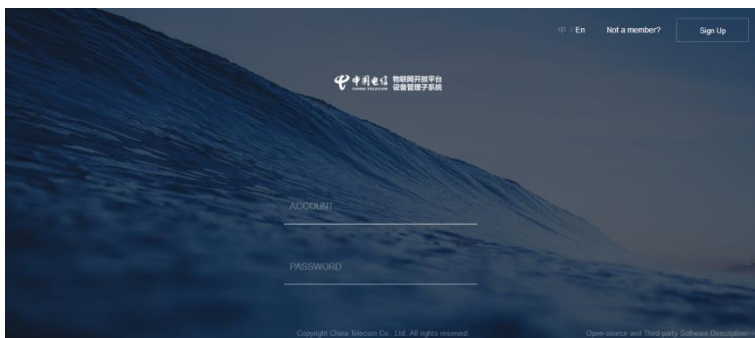 中 / En Not a member? Sign Up
中国电信 物联网开放平台
CHINA TELECOM 设备管理子系统
ACCOUNT
PASSWORD
Copyright China Telecom Co., Ltd. All rights reserved. Open-source and Third-party Software Description>>